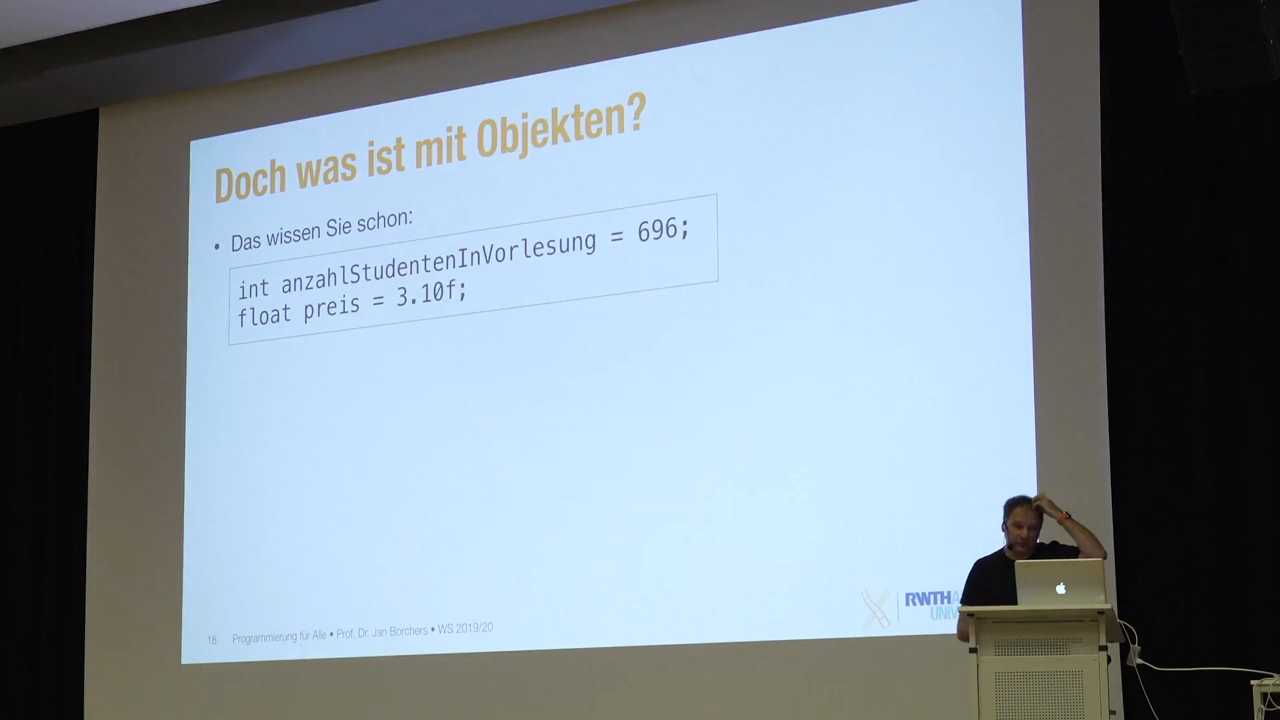 Doch was ist mit Objekten?
• Das wissen Sie schon:
int anzahlStudentenInVorlesung = 696;
float preis = 3.10f;
RWTH
UNI
18 Programmierung für Alle • Prof. Dr. Jan Borchers • WS 2019/20